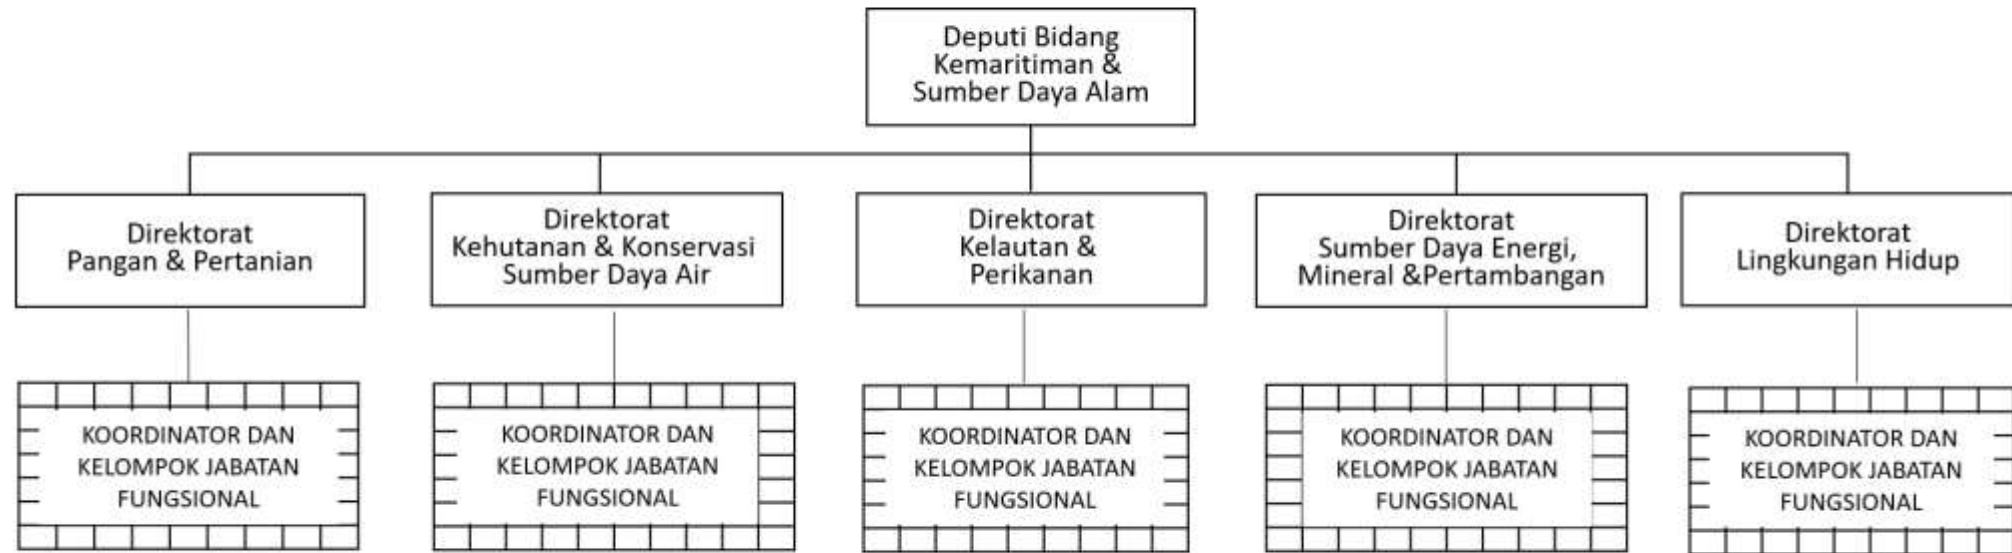 Deputi Bidang
Kemaritiman &
Sumber Daya Alam
Direktorat
Pangan & Pertanian
Direktorat
Kehutanan & Konservasi
Sumber Daya Air
Direktorat
Kelautan &
Perikanan
Direktorat
Sumber Daya Energi,
Mineral &Pertambangan
Direktorat
Lingkungan Hidup
KOORDINATOR DAN
KELOMPOK JABATAN
FUNGSIONAL
KOORDINATOR DAN
KELOMPOK JABATAN
FUNGSIONAL
KOORDINATOR DAN
KELOMPOK JABATAN
FUNGSIONAL
KOORDINATOR DAN
KELOMPOK JABATAN
FUNGSIONAL
KOORDINATOR DAN
KELOMPOK JABATAN
FUNGSIONAL